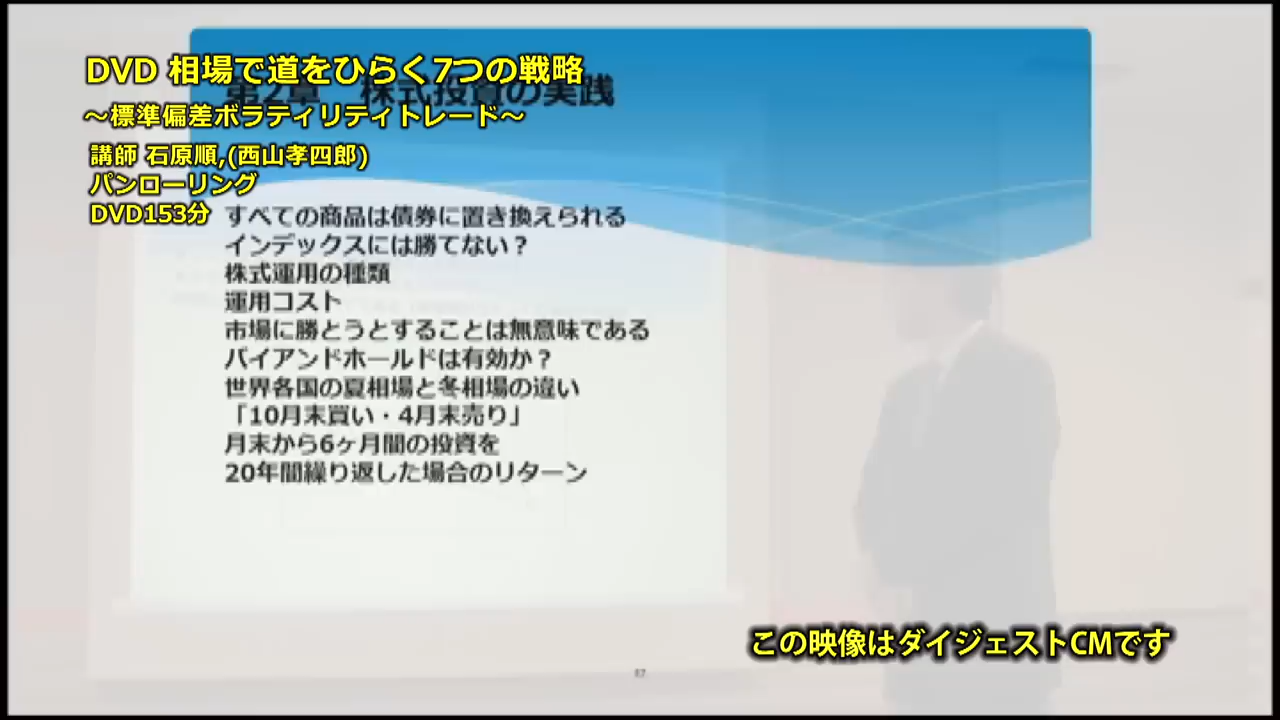 DVD 相場で道をひらく7つの戦略
第2章 株式投資の実践
～標準偏差ボラティリティトレード～
講師 石原順,(西山孝四郎)
パンローリング
DVD153分
すべての商品は債券に置き換えられる
インデックスには勝てない？
株式運用の種類
運用コスト
市場に勝とうとすることは無意味である
バイアンドホールドは有効か？
世界各国の夏相場と冬相場の違い
「10月末買い・4月末売り」
月末から6ヶ月間の投資を
20年間繰り返した場合のリターン
この映像はダイジェストCMです